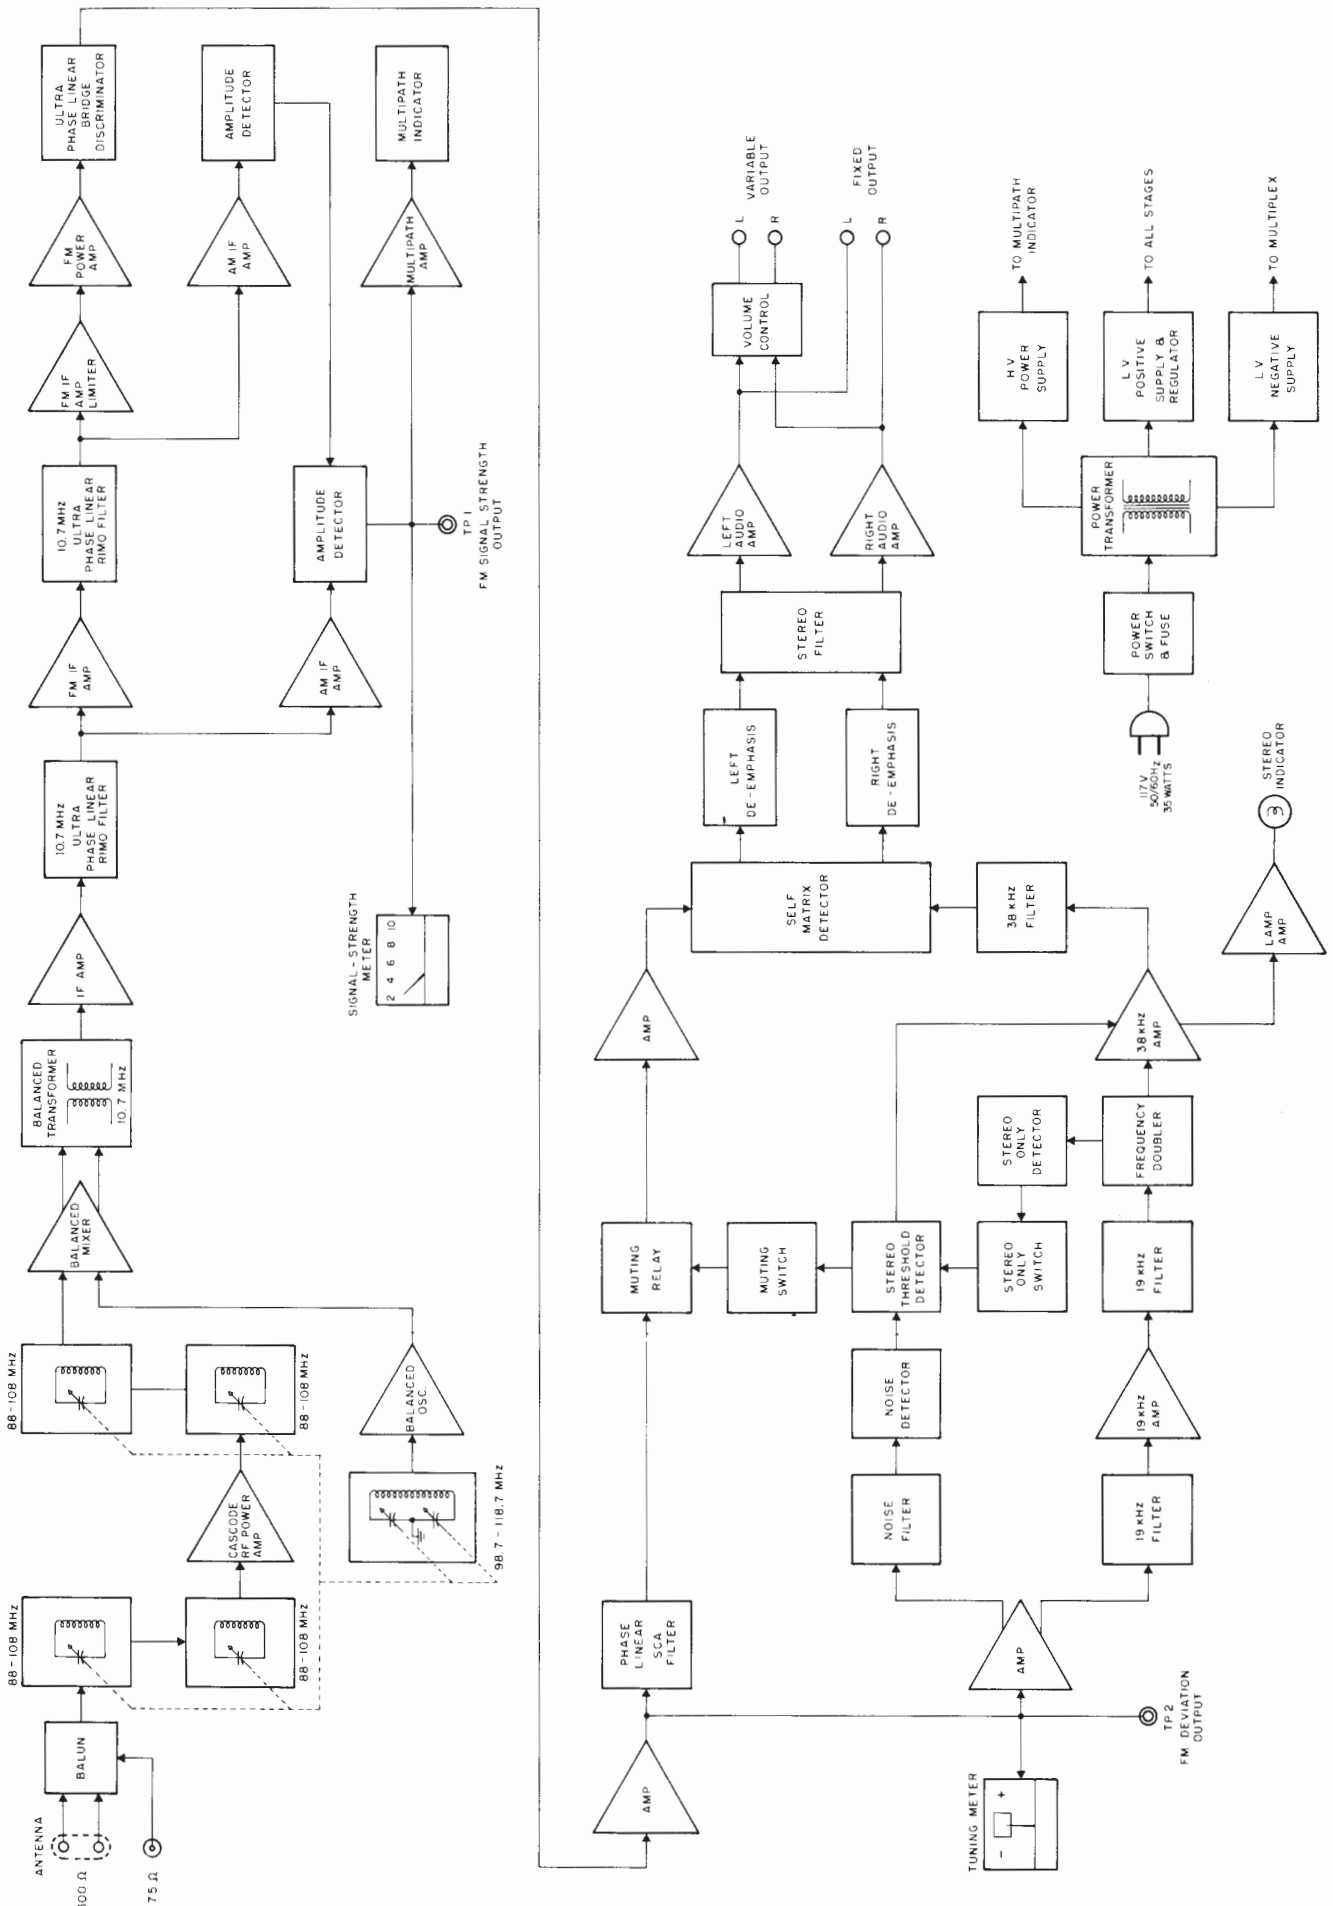 ANTENNA
300 Ω
75 Ω
BALUN
88-108 MHz
88-108 MHz
CASCODE
RF POWER
AMP
88-108 MHz
88-108 MHz
98.7 - 118.7 MHz
BALANCED
OSC.
BALANCED
MIXER
BALANCED
TRANSFORMER
10.7 MHz
IF AMP
10.7 MHz
ULTRA
PHASE LINEAR
RIMO FILTER
FM IF
AMP
10.7 MHz
ULTRA
PHASE LINEAR
RIMO FILTER
FM IF
AMP
LIMITER
FM
POWER
AMP
ULTRA
PHASE LINEAR
BRIDGE
DISCRIMINATOR
AM IF
AMP
AMPLITUDE
DETECTOR
AM IF
AMP
AMPLITUDE
DETECTOR
MULTIPATH
AMP
MULTIPATH
INDICATOR
TP 1
FM SIGNAL STRENGTH
OUTPUT
SIGNAL-STRENGTH
METER
2 4 6 8 10
AMP
PHASE
LINEAR
SCA
FILTER
MUTING
RELAY
AMP
MUTING
SWITCH
STEREO
THRESHOLD
DETECTOR
STEREO
ONLY
SWITCH
STEREO
ONLY
DETECTOR
NOISE
FILTER
NOISE
DETECTOR
AMP
19 kHz
FILTER
19 kHz
AMP
19 kHz
FILTER
FREQUENCY
DOUBLER
38 kHz
AMP
38 kHz
FILTER
LAMP
AMP
STEREO
INDICATOR
TUNING METER
- +
TP 2
FM DEVIATION
OUTPUT
SELF
MATRIX
DETECTOR
LEFT
DE-EMPHASIS
RIGHT
DE-EMPHASIS
STEREO
FILTER
LEFT
AUDIO
AMP
RIGHT
AUDIO
AMP
VOLUME
CONTROL
L
R
VARIABLE
OUTPUT
L
R
FIXED
OUTPUT
117V
50/60Hz
35 WATTS
POWER
SWITCH
& FUSE
POWER
TRANSFORMER
HV
POWER
SUPPLY
TO MULTIPATH
INDICATOR
LV
POSITIVE
SUPPLY &
REGULATOR
TO ALL STAGES
LV
NEGATIVE
SUPPLY
TO MULTIPLEX